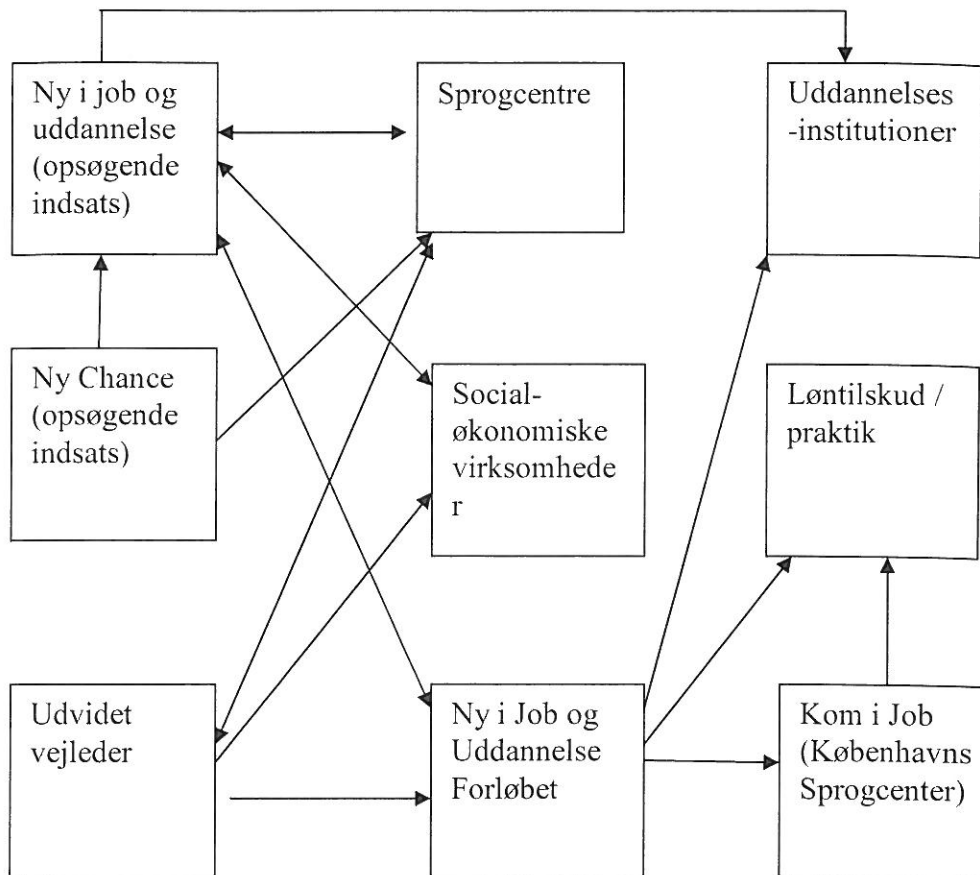 Ny i job og
uddannelse
(opsøgende
indsats)
Sprogcentre
Uddannelses
-institutioner
Ny Chance
(opsøgende
indsats)
Social-
økonomiske
virksomhede
r
Løntilskud /
praktik
Udvidet
vejleder
Ny i Job og
Uddannelse
Forløbet
Kom i Job
(Københavns
Sprogcenter)